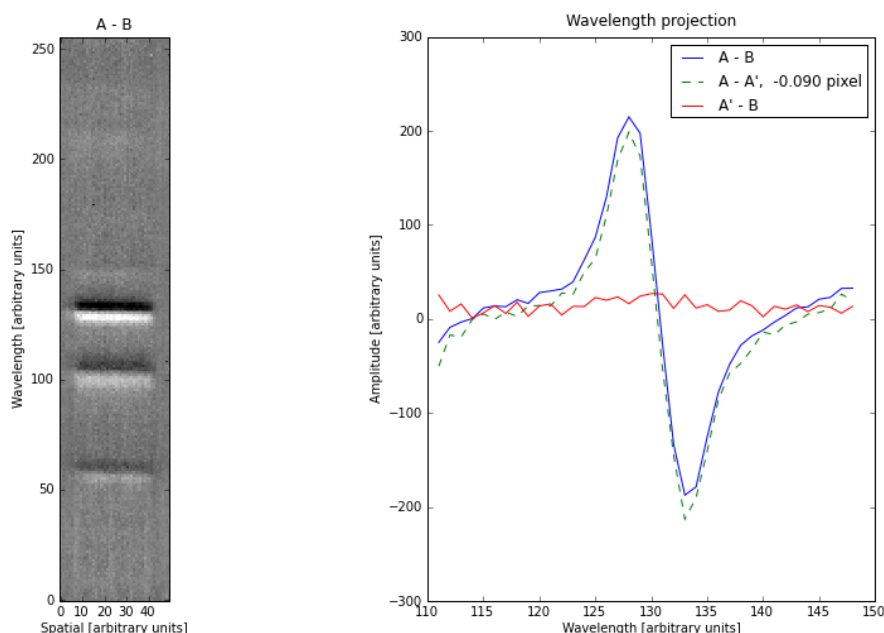 A - B
250
200
150
100
50
0
0 10 20 30 40
Wavelength [arbitrary units]
Spatial [arbitrary units]
Wavelength projection
A - B
A - A', -0.090 pixel
A' - B
300
200
100
0
−100
−200
−300
110 115 120 125 130 135 140 145 150
Amplitude [arbitrary units]
Wavelength [arbitrary units]